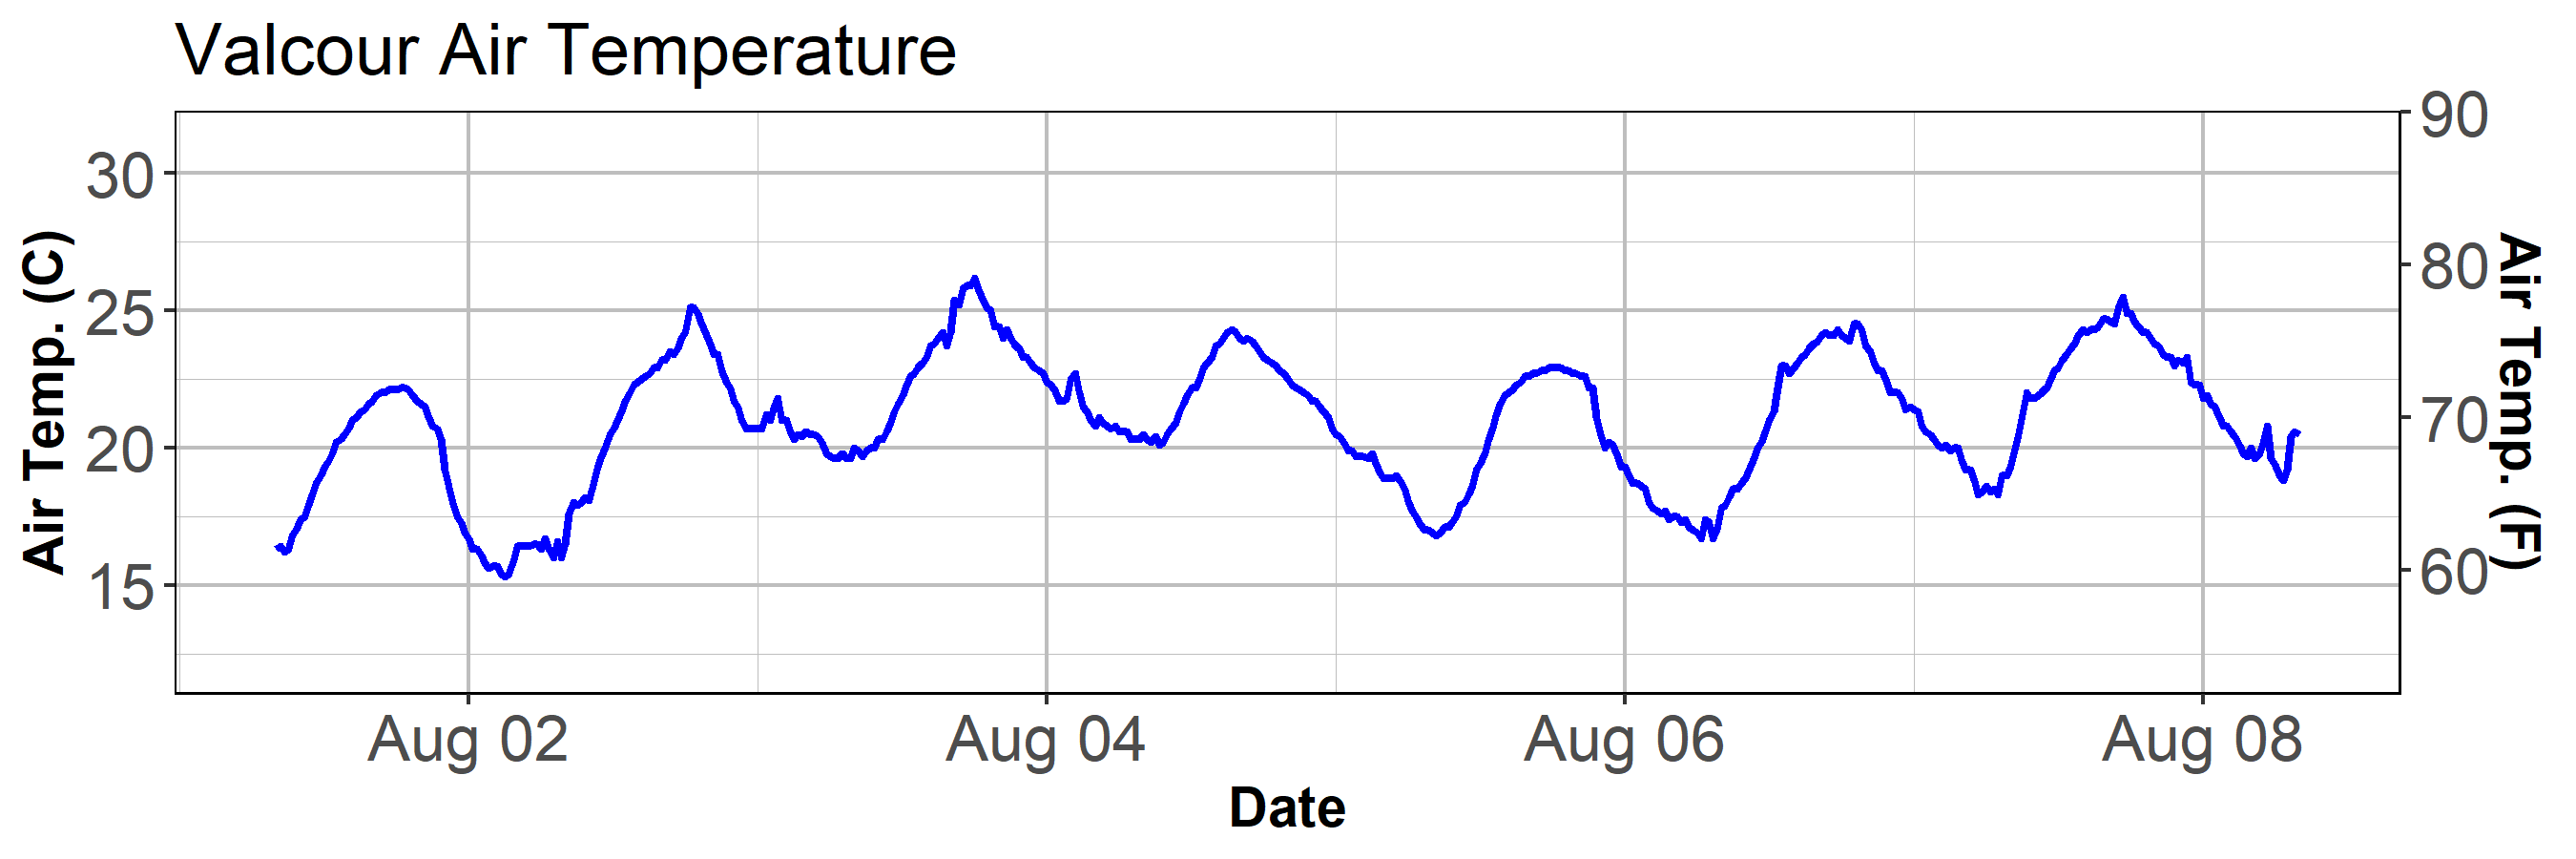 Valcour Air Temperature
Air Temp. (C)
30
25
20
15
90
80
70
60
Air Temp. (F)
Aug 02
Aug 04
Aug 06
Aug 08
Date